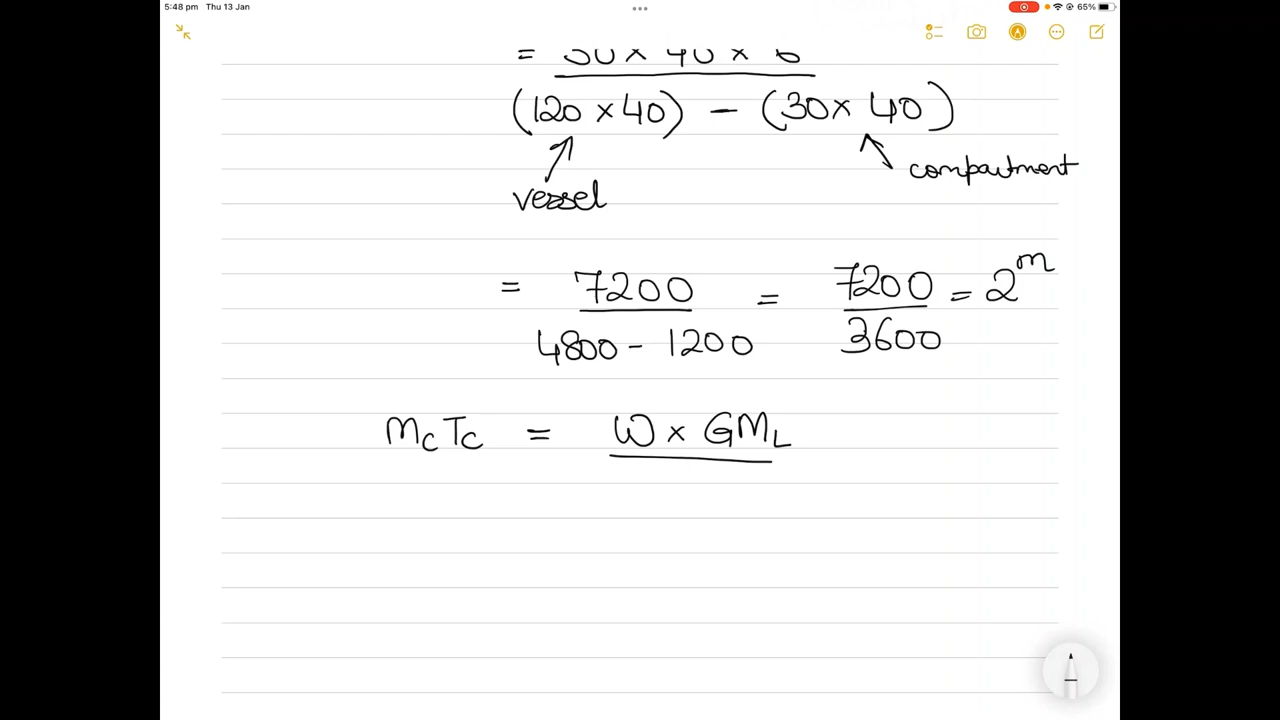 5:48 pm Thu 13 Jan 65%
= 30 × 40 × 6
(120 × 40) - (30 × 40)
vessel compartment
= 7200 = 7200 = 2 m
4800 - 1200 3600
MCTC = W × GML